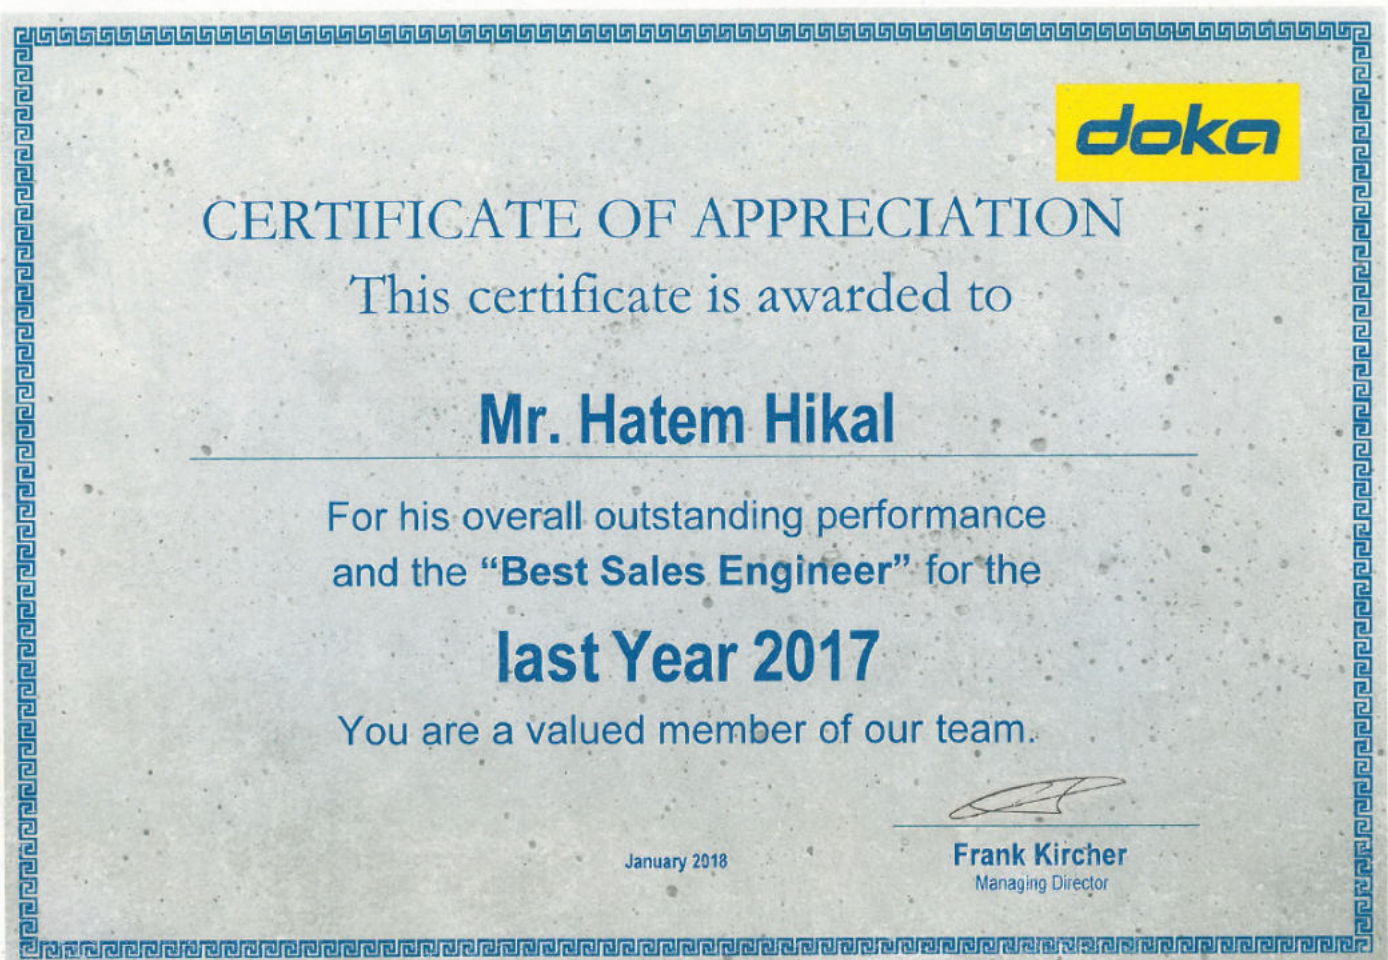 doka
CERTIFICATE OF APPRECIATION
This certificate is awarded to
Mr. Hatem Hikal
For his overall outstanding performance
and the “Best Sales Engineer” for the
last Year 2017
You are a valued member of our team.
January 2018
Frank Kircher
Managing Director